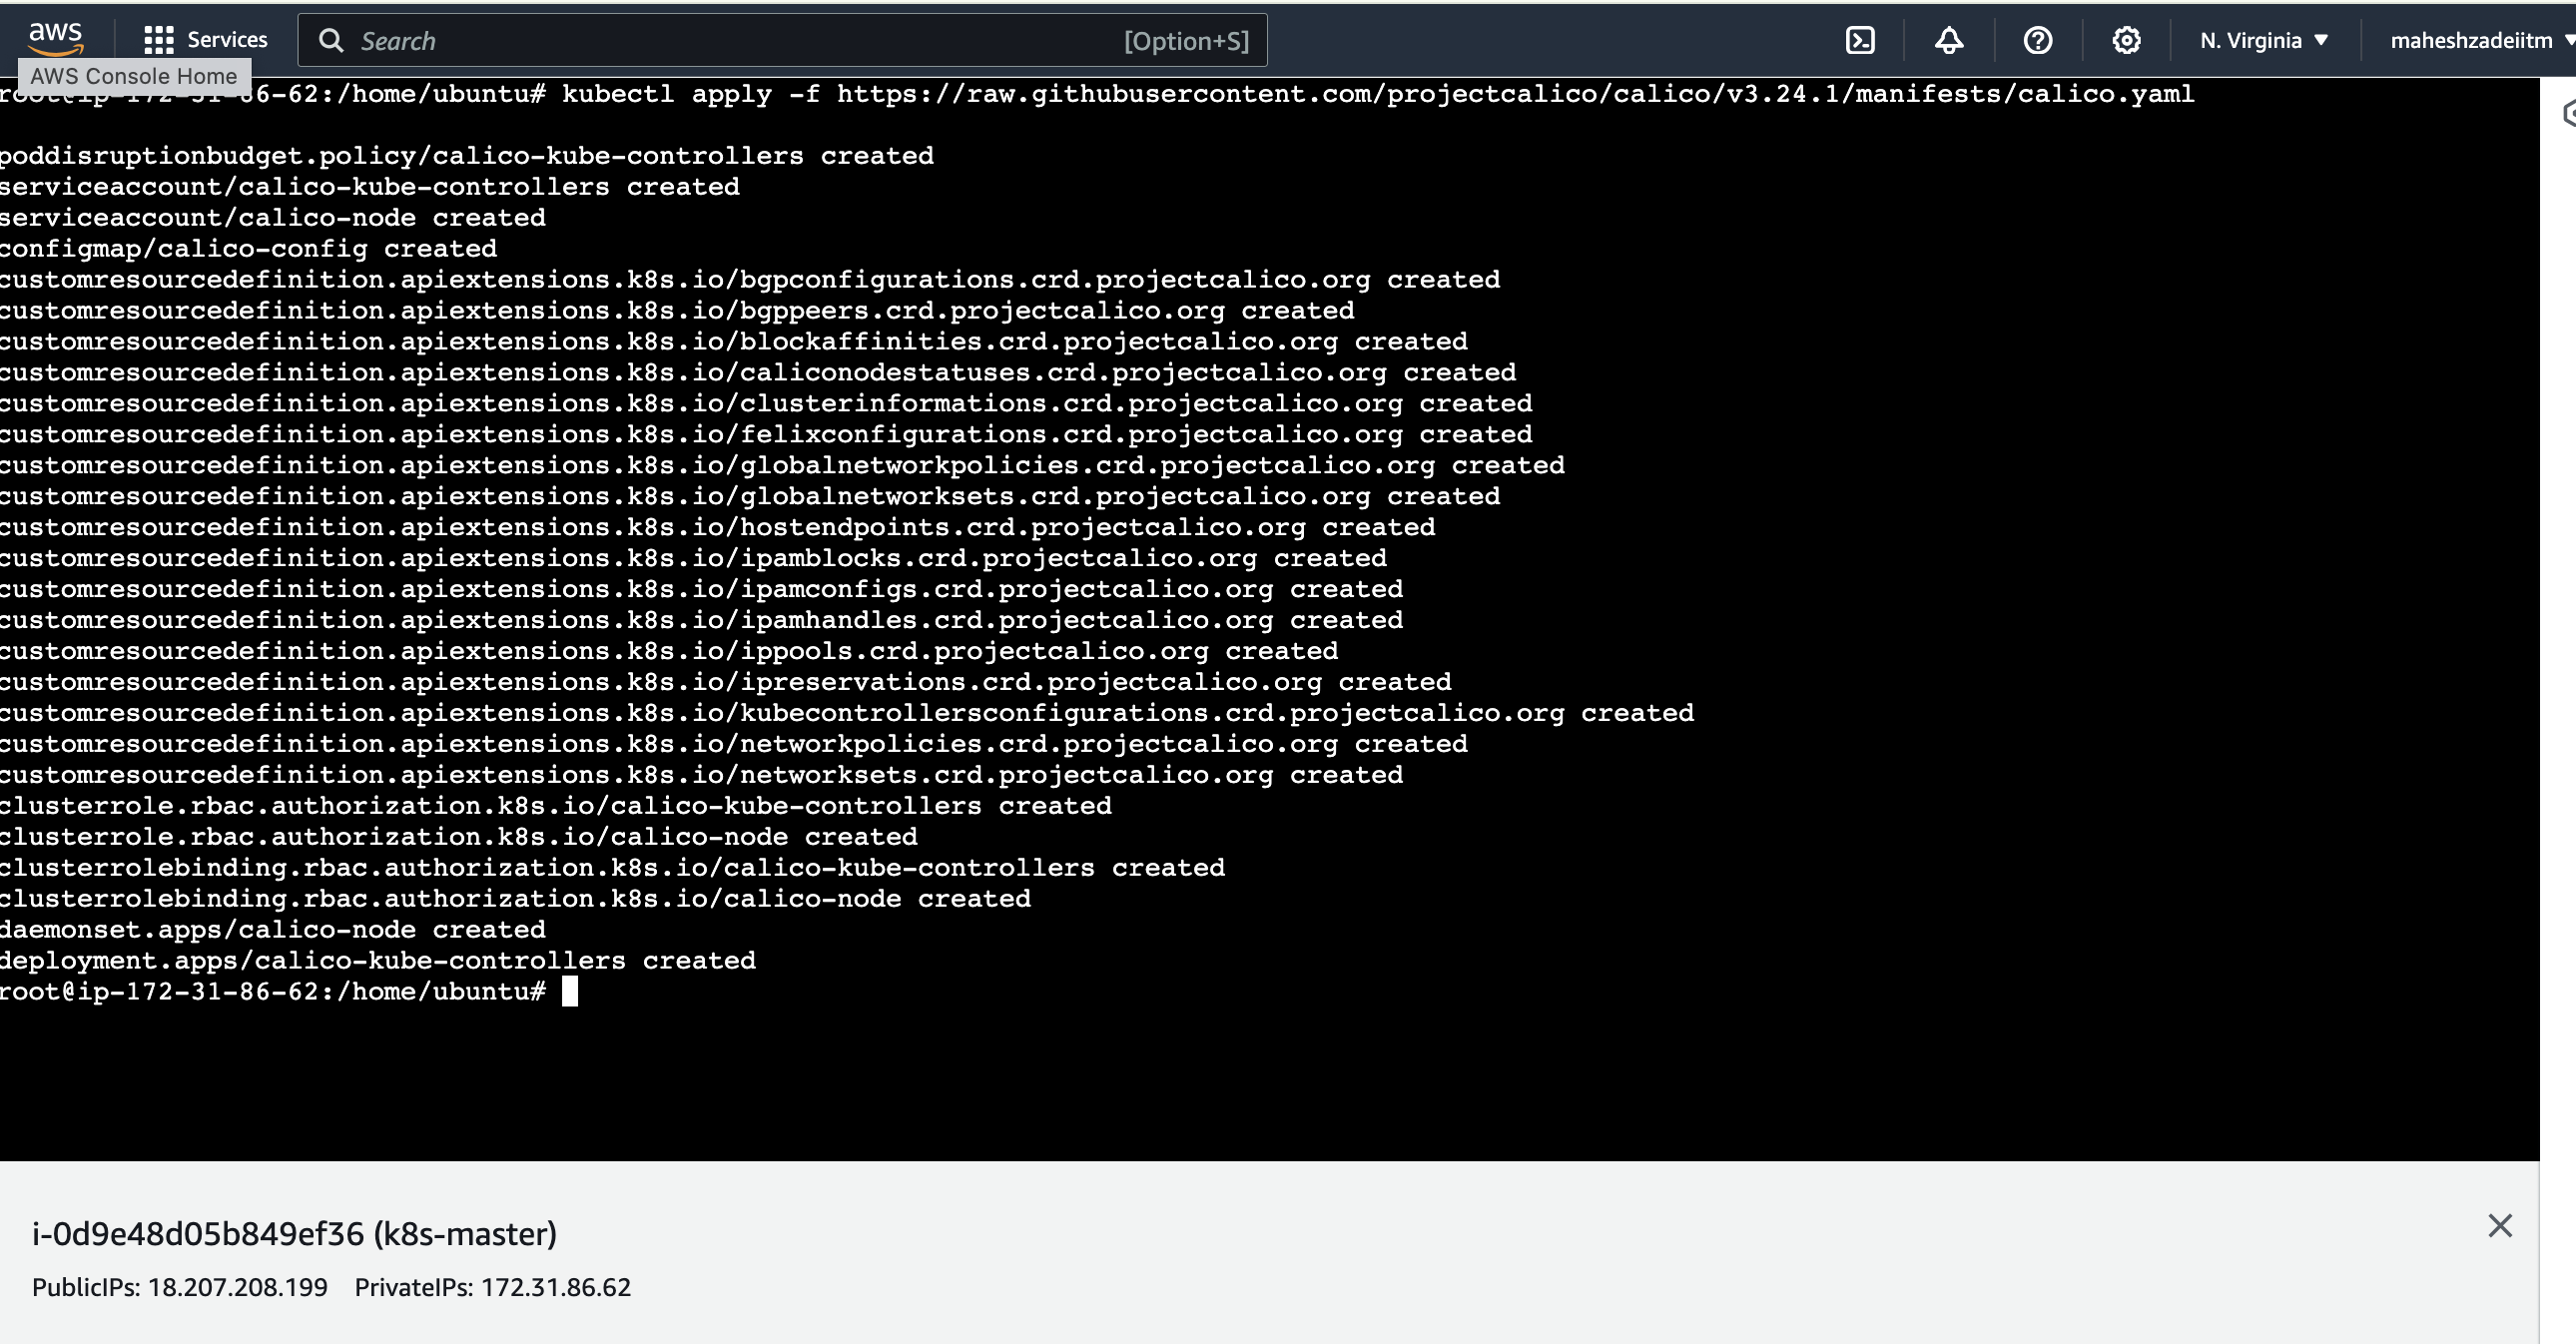 aws
Services
Search
[Option+S]
N. Virginia
maheshzadeiitm
AWS Console Home
root@ip-172-31-86-62:/home/ubuntu# kubectl apply -f https://raw.githubusercontent.com/projectcalico/calico/v3.24.1/manifests/calico.yaml
poddisruptionbudget.policy/calico-kube-controllers created
serviceaccount/calico-kube-controllers created
serviceaccount/calico-node created
configmap/calico-config created
customresourcedefinition.apiextensions.k8s.io/bgpconfigurations.crd.projectcalico.org created
customresourcedefinition.apiextensions.k8s.io/bgppeers.crd.projectcalico.org created
customresourcedefinition.apiextensions.k8s.io/blockaffinities.crd.projectcalico.org created
customresourcedefinition.apiextensions.k8s.io/caliconodestatuses.crd.projectcalico.org created
customresourcedefinition.apiextensions.k8s.io/clusterinformations.crd.projectcalico.org created
customresourcedefinition.apiextensions.k8s.io/felixconfigurations.crd.projectcalico.org created
customresourcedefinition.apiextensions.k8s.io/globalnetworkpolicies.crd.projectcalico.org created
customresourcedefinition.apiextensions.k8s.io/globalnetworksets.crd.projectcalico.org created
customresourcedefinition.apiextensions.k8s.io/hostendpoints.crd.projectcalico.org created
customresourcedefinition.apiextensions.k8s.io/ipamblocks.crd.projectcalico.org created
customresourcedefinition.apiextensions.k8s.io/ipamconfigs.crd.projectcalico.org created
customresourcedefinition.apiextensions.k8s.io/ipamhandles.crd.projectcalico.org created
customresourcedefinition.apiextensions.k8s.io/ippools.crd.projectcalico.org created
customresourcedefinition.apiextensions.k8s.io/ipreservations.crd.projectcalico.org created
customresourcedefinition.apiextensions.k8s.io/kubecontrollersconfigurations.crd.projectcalico.org created
customresourcedefinition.apiextensions.k8s.io/networkpolicies.crd.projectcalico.org created
customresourcedefinition.apiextensions.k8s.io/networksets.crd.projectcalico.org created
clusterrole.rbac.authorization.k8s.io/calico-kube-controllers created
clusterrole.rbac.authorization.k8s.io/calico-node created
clusterrolebinding.rbac.authorization.k8s.io/calico-kube-controllers created
clusterrolebinding.rbac.authorization.k8s.io/calico-node created
daemonset.apps/calico-node created
deployment.apps/calico-kube-controllers created
root@ip-172-31-86-62:/home/ubuntu#
i-0d9e48d05b849ef36 (k8s-master)
PublicIPs: 18.207.208.199 PrivateIPs: 172.31.86.62